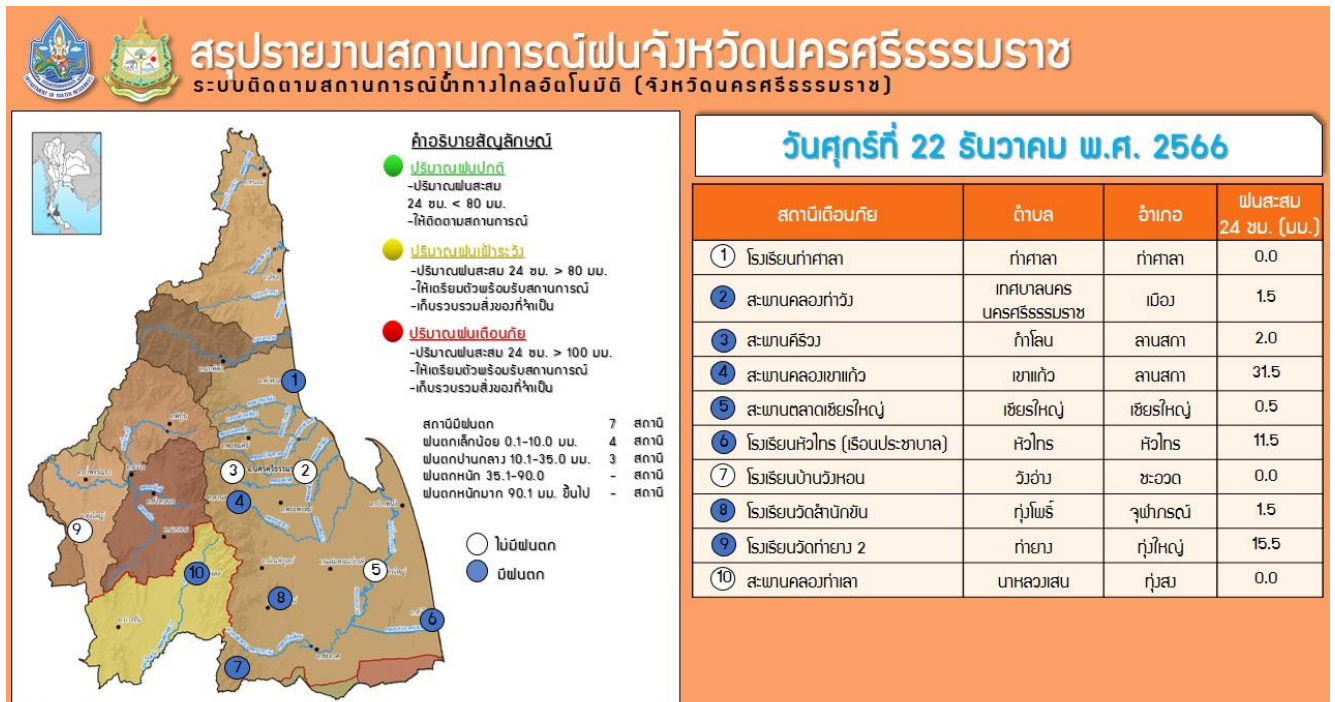 สรุปรายงานสถานการณ์ฝนจังหวัดนครศรีธรรมราช
ระบบติดตามสถานการณ์น้ำทางไกลอัตโนมัติ (จังหวัดนครศรีธรรมราช)
คำอธิบายสัญลักษณ์
ปริมาณฝนปกติ
-ปริมาณฝนสะสม
24 ชม. < 80 มม.
-ให้ติดตามสถานการณ์
ปริมาณฝนเฝ้าระวัง
-ปริมาณฝนสะสม 24 ชม. > 80 มม.
-ให้เตรียมตัวพร้อมรับสถานการณ์
-เก็บรวบรวมสิ่งของที่จำเป็น
ปริมาณฝนเตือนภัย
-ปริมาณฝนสะสม 24 ชม. > 100 มม.
-ให้เตรียมตัวพร้อมรับสถานการณ์
-เก็บรวบรวมสิ่งของที่จำเป็น
สถานีมีฝนตก 7 สถานี
ฝนตกเล็กน้อย 0.1-10.0 มม. 4 สถานี
ฝนตกปานกลาง 10.1-35.0 มม. 3 สถานี
ฝนตกหนัก 35.1-90.0 - สถานี
ฝนตกหนักมาก 90.1 มม. ขึ้นไป - สถานี
ไม่มีฝนตก
มีฝนตก
1
3
2
4
9
10
5
8
6
7
วันศุกร์ที่ 22 ธันวาคม พ.ศ. 2566
สถานีเตือนภัย ตำบล อำเภอ ฝนสะสม
24 ชม. (มม.)
1 โรงเรียนท่าศาลา ท่าศาลา ท่าศาลา 0.0
2 สะพานคลองท่าวัง เทศบาลนคร
นครศรีธรรมราช เมือง 1.5
3 สะพานคีรีวง กำโลน ลานสกา 2.0
4 สะพานคลองเขาแก้ว เขาแก้ว ลานสกา 31.5
5 สะพานตลาดเชียรใหญ่ เชียรใหญ่ เชียรใหญ่ 0.5
6 โรงเรียนหัวไทร (เรือนประชาบาล) หัวไทร หัวไทร 11.5
7 โรงเรียนบ้านวังหอน วังอ่าง ชะอวด 0.0
8 โรงเรียนวัดสำนักขัน ทุ่งโพธิ์ จุฬาภรณ์ 1.5
9 โรงเรียนวัดท่ายาง 2 ท่ายาง ทุ่งใหญ่ 15.5
10 สะพานคลองท่าเลา นาหลวงเสน ทุ่งสง 0.0